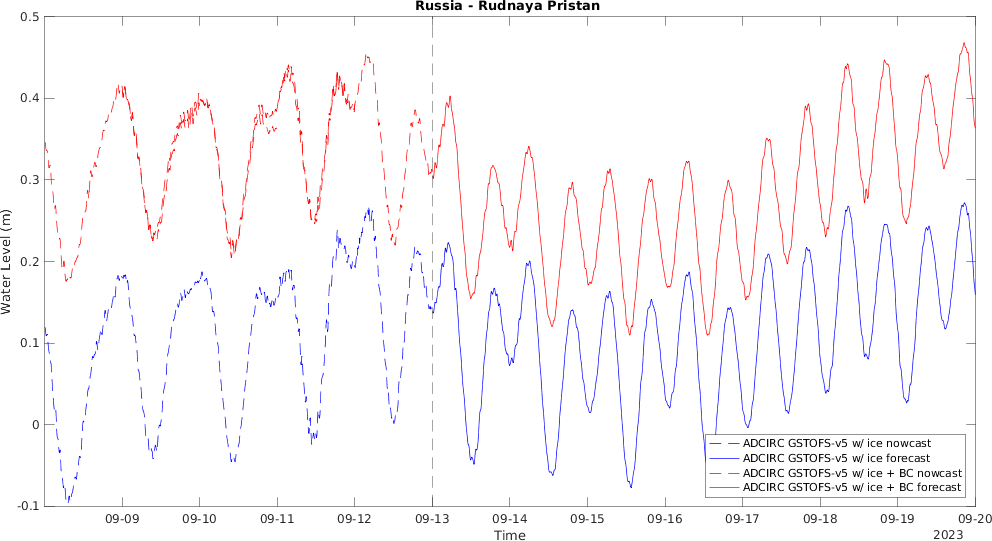 Russia - Rudnaya Pristan
Water Level (m)
0.5
0.4
0.3
0.2
0.1
0
-0.1
ADCIRC GSTOFS-v5 w/ ice nowcast
ADCIRC GSTOFS-v5 w/ ice forecast
ADCIRC GSTOFS-v5 w/ ice + BC nowcast
ADCIRC GSTOFS-v5 w/ ice + BC forecast
09-09 09-10 09-11 09-12 09-13 09-14 09-15 09-16 09-17 09-18 09-19 09-20
Time
2023